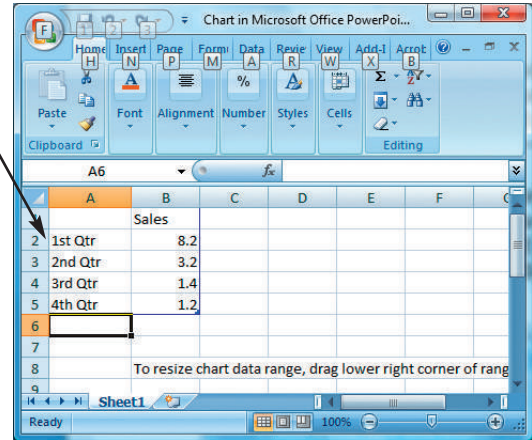 Chart in Microsoft Office PowerPoi...
1 2 3
F
Home Insert Page Formu Data Revie View Add-I Acrob
H N P M A R W X B
Paste Font Alignment Number Styles Cells
Clipboard Editing
A6 fx
A B C D E F
Sales
2 1st Qtr 8.2
3 2nd Qtr 3.2
4 3rd Qtr 1.4
5 4th Qtr 1.2
6
7
8 To resize chart data range, drag lower right corner of rang
9
Sheet1
Ready 100%